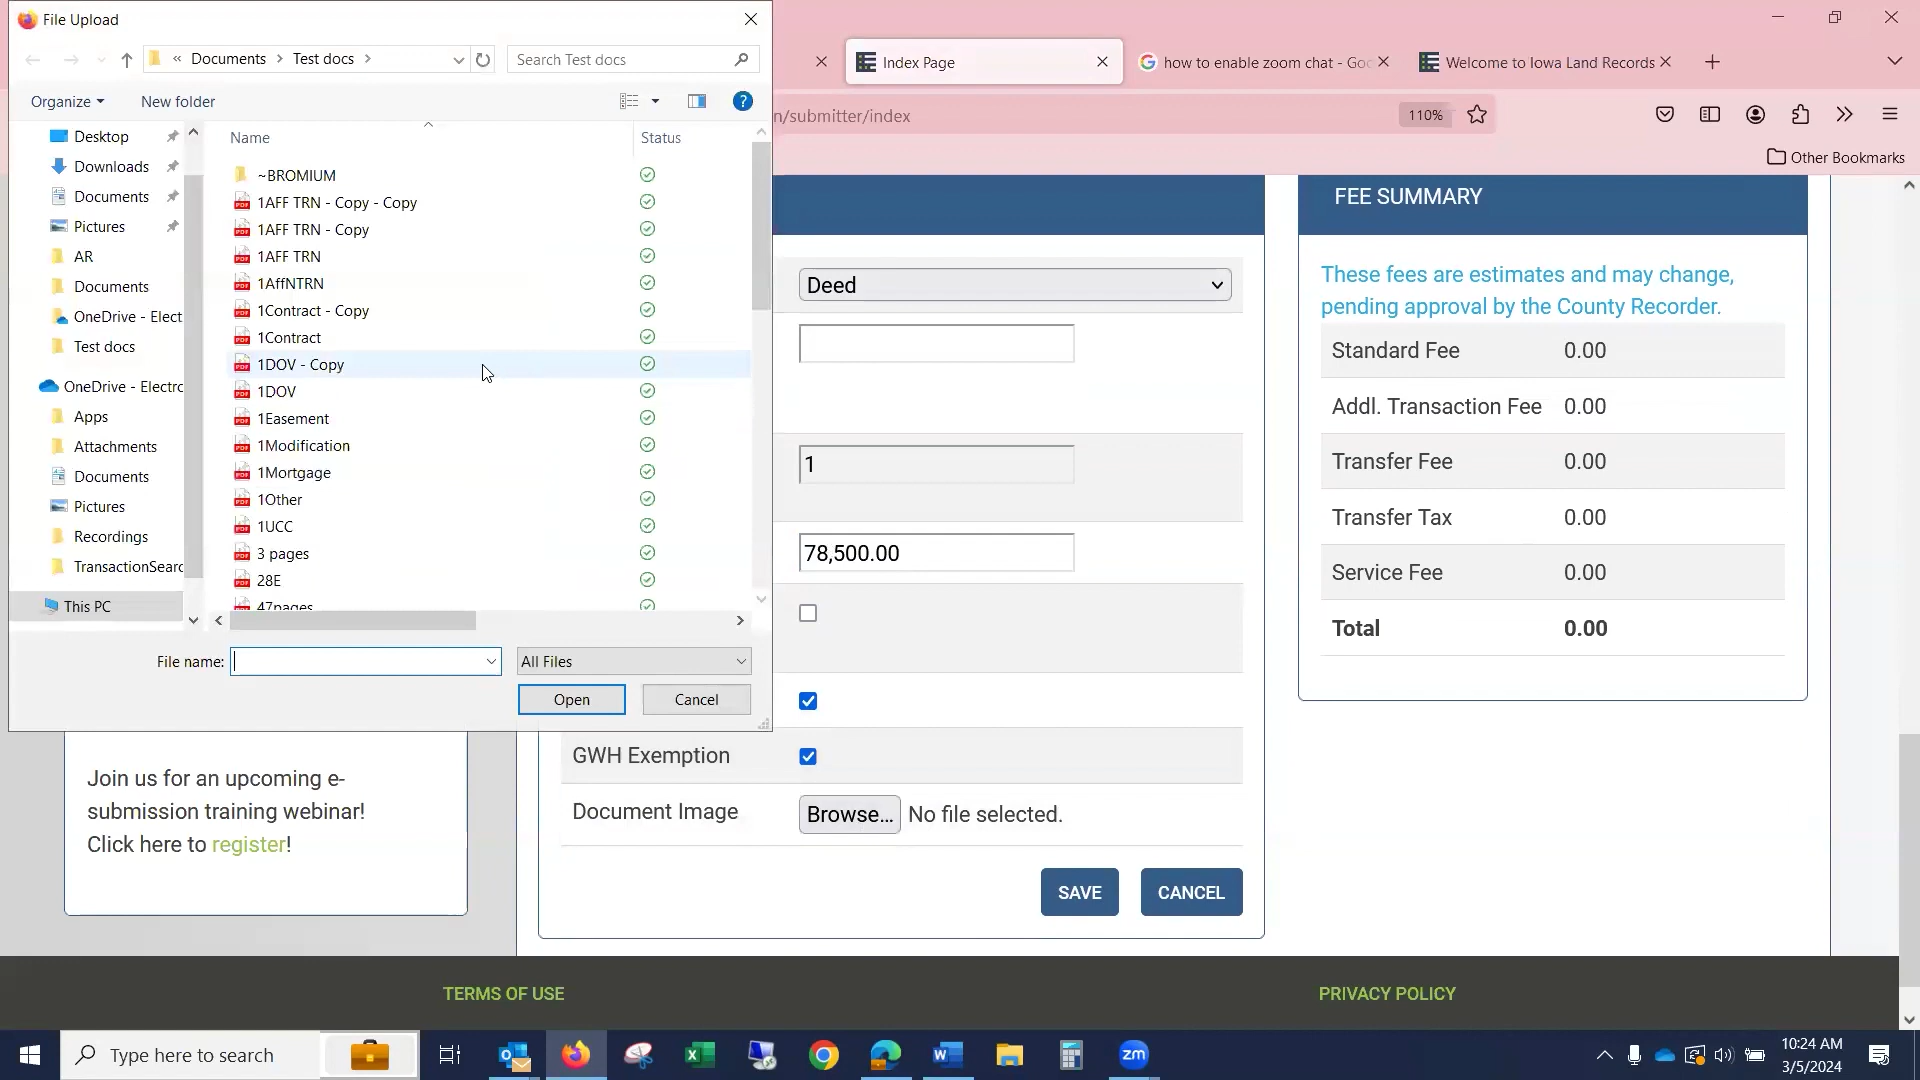 File Upload
Index Page
how to enable zoom chat - Goo
Welcome to Iowa Land Records
« Documents > Test docs >
Search Test docs
Organize
New folder
n/submitter/index
110%
Other Bookmarks
Name
Status
Desktop
Downloads
Documents
Pictures
AR
Documents
OneDrive - Elect
Test docs
OneDrive - Electro
Apps
Attachments
Documents
Pictures
Recordings
TransactionSearc
This PC
~BROMIUM
1AFF TRN - Copy - Copy
1AFF TRN - Copy
1AFF TRN
1AffNTRN
1Contract - Copy
1Contract
1DOV - Copy
1DOV
1Easement
1Modification
1Mortgage
1Other
1UCC
3 pages
28E
47pages
File name:
All Files
Open
Cancel
Deed
1
78,500.00
GWH Exemption
Document Image
Browse... No file selected.
SAVE
CANCEL
FEE SUMMARY
These fees are estimates and may change,
pending approval by the County Recorder.
Standard Fee 0.00
Addl. Transaction Fee 0.00
Transfer Fee 0.00
Transfer Tax 0.00
Service Fee 0.00
Total 0.00
Join us for an upcoming e-
submission training webinar!
Click here to register!
TERMS OF USE
PRIVACY POLICY
Type here to search
zm
10:24 AM
3/5/2024